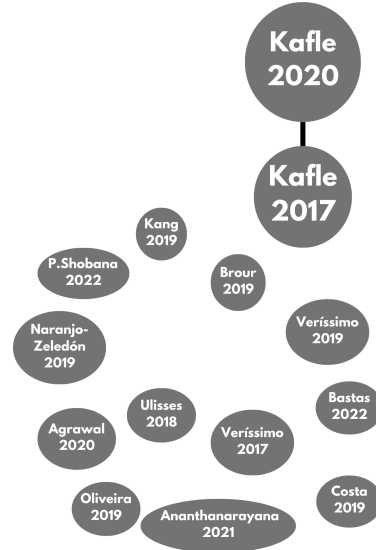 Kafle
2020
Kafle
2017
Kang
2019
P.Shobana
2022
Brour
2019
Naranjo-
Zeledón
2019
Veríssimo
2019
Bastas
2022
Ulisses
2018
Agrawal
2020
Veríssimo
2017
Oliveira
2019
Costa
2019
Ananthanarayana
2021